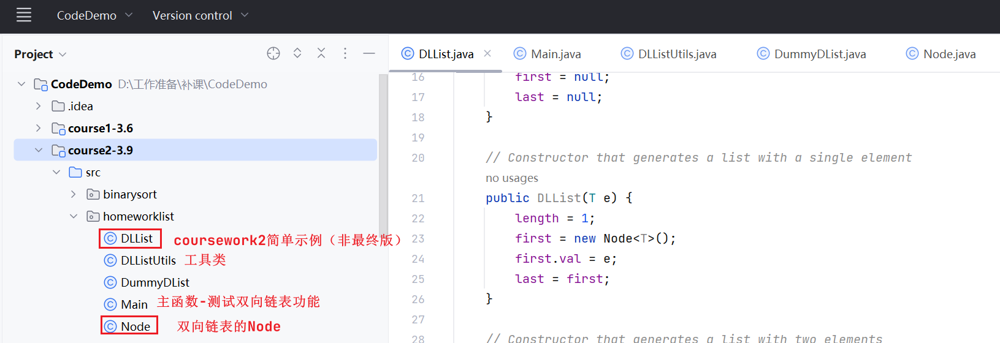 CodeDemo Version control
Project
DLList.java Main.java DLListUtils.java DummyDList.java Node.java
CodeDemo D:\工作准备\补课\CodeDemo
.idea
course1-3.6
course2-3.9
src
binarysort
homeworklist
DLList coursework2简单示例（非最终版）
DLListUtils 工具类
DummyDList
Main 主函数-测试双向链表功能
Node 双向链表的Node
16 first = null;
17 last = null;
18 }
19
20 // Constructor that generates a list with a single element
no usages
21 public DLList(T e) {
22 length = 1;
23 first = new Node<T>();
24 first.val = e;
25 last = first;
26 }
27
28 // Constructor that generates a list with two elements